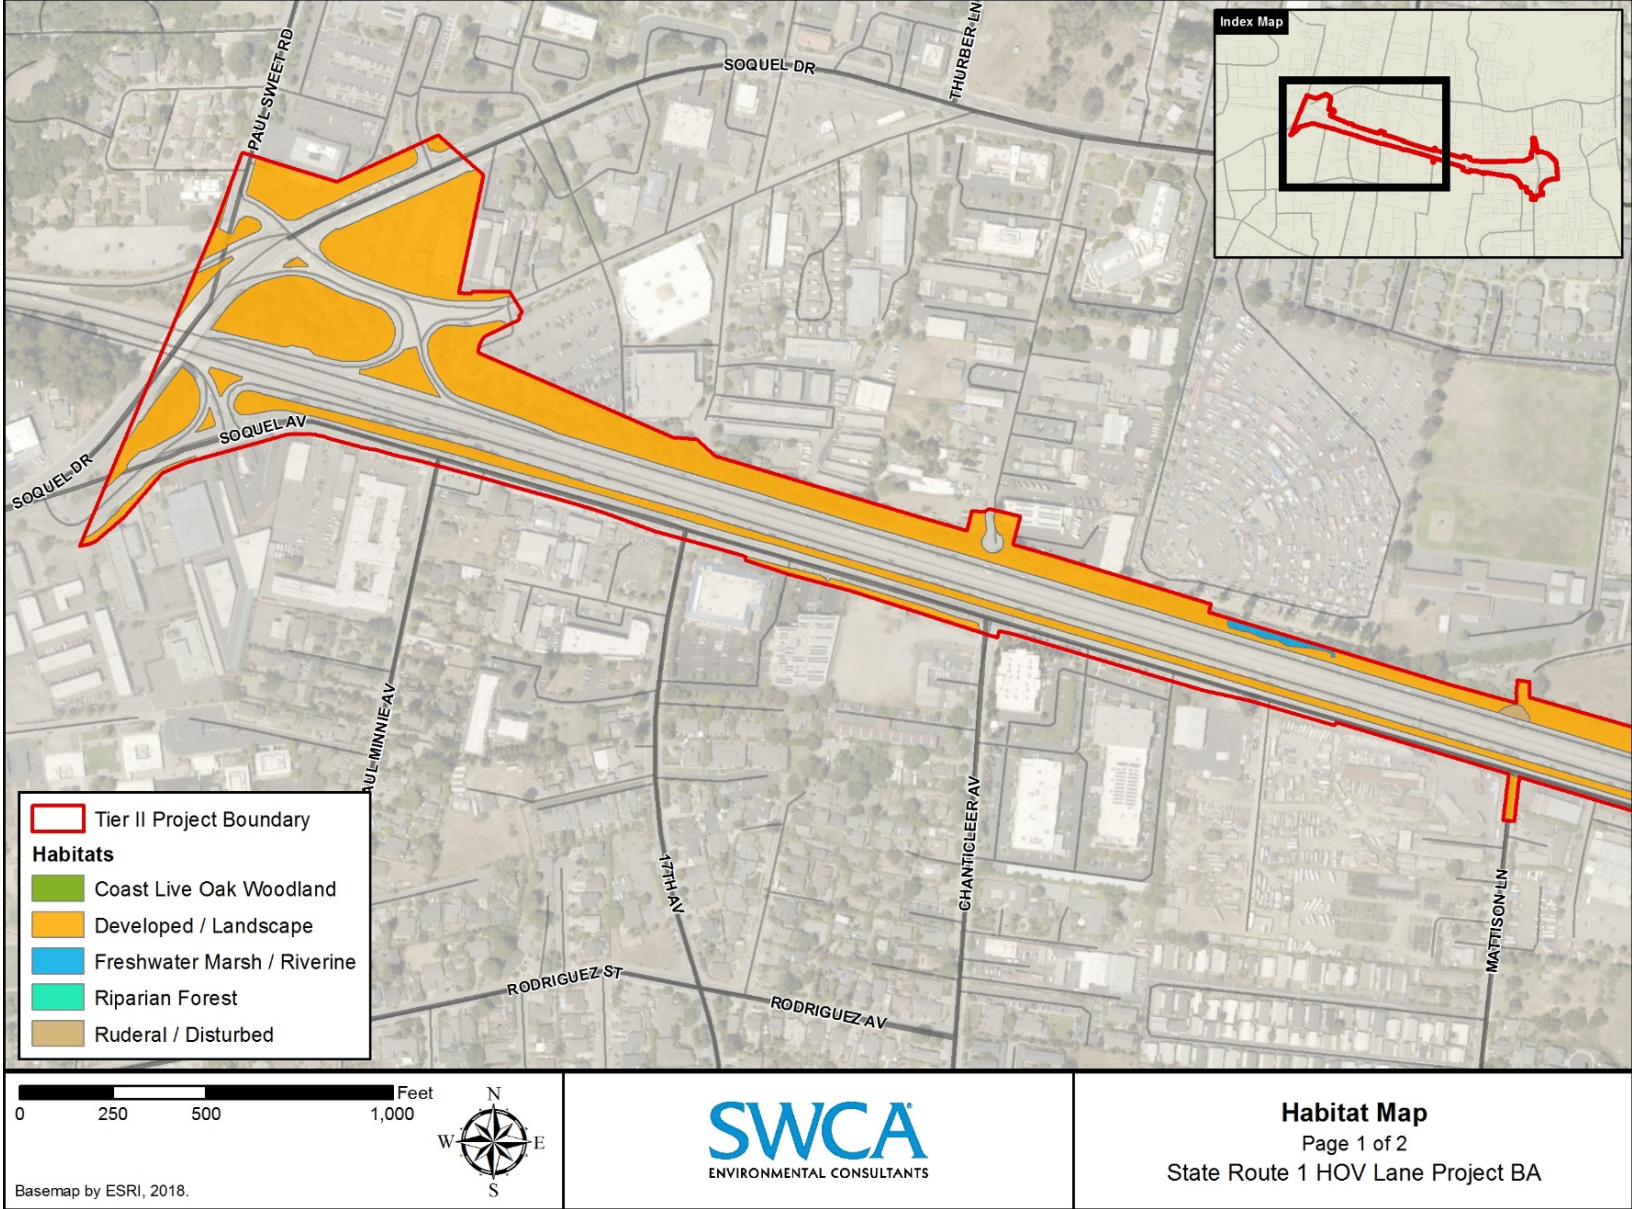 Index Map
PAUL SWEET RD
SOQUEL DR
THURBER LN
SOQUEL AV
SOQUEL DR
AUL MINNIE AV
17TH AV
CHANTICLEER AV
MATTISON LN
RODRIGUEZ ST
RODRIGUEZ AV
Tier II Project Boundary
Habitats
Coast Live Oak Woodland
Developed / Landscape
Freshwater Marsh / Riverine
Riparian Forest
Ruderal / Disturbed
Feet
0 250 500 1,000
N
W E
S
Basemap by ESRI, 2018.
SWCA®
ENVIRONMENTAL CONSULTANTS
Habitat Map
Page 1 of 2
State Route 1 HOV Lane Project BA